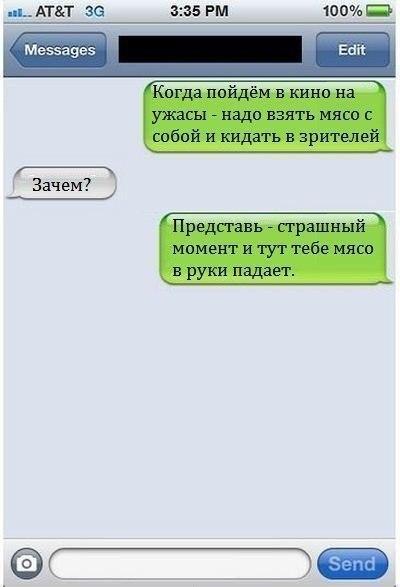 AT&T 3G 3:35 PM 100%
Messages Edit
Когда пойдём в кино на
ужасы - надо взять мясо с
собой и кидать в зрителей
Зачем?
Представь - страшный
момент и тут тебе мясо
в руки падает.
Send